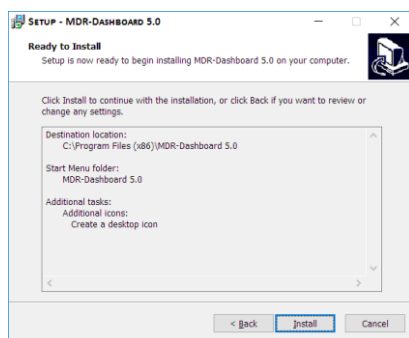 SETUP - MDR-DASHBOARD 5.0
Ready to Install
Setup is now ready to begin installing MDR-Dashboard 5.0 on your computer.
Click Install to continue with the installation, or click Back if you want to review or
change any settings.
Destination location:
C:\Program Files (x86)\MDR-Dashboard 5.0
Start Menu folder:
MDR-Dashboard 5.0
Additional tasks:
Additional icons:
Create a desktop icon
< Back
Install
Cancel